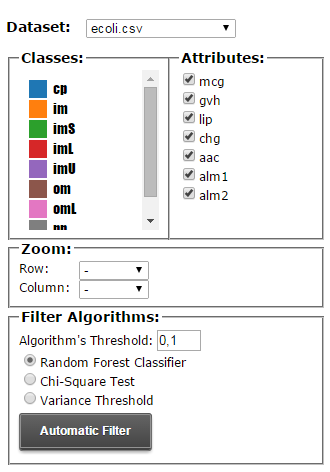 Dataset: ecoli.csv
Classes:
cp
im
imS
imL
imU
om
omL
Attributes:
mcg
gvh
lip
chg
aac
alm1
alm2
Zoom:
Row: -
Column: -
Filter Algorithms:
Algorithm's Threshold: 0,1
Random Forest Classifier
Chi-Square Test
Variance Threshold
Automatic Filter